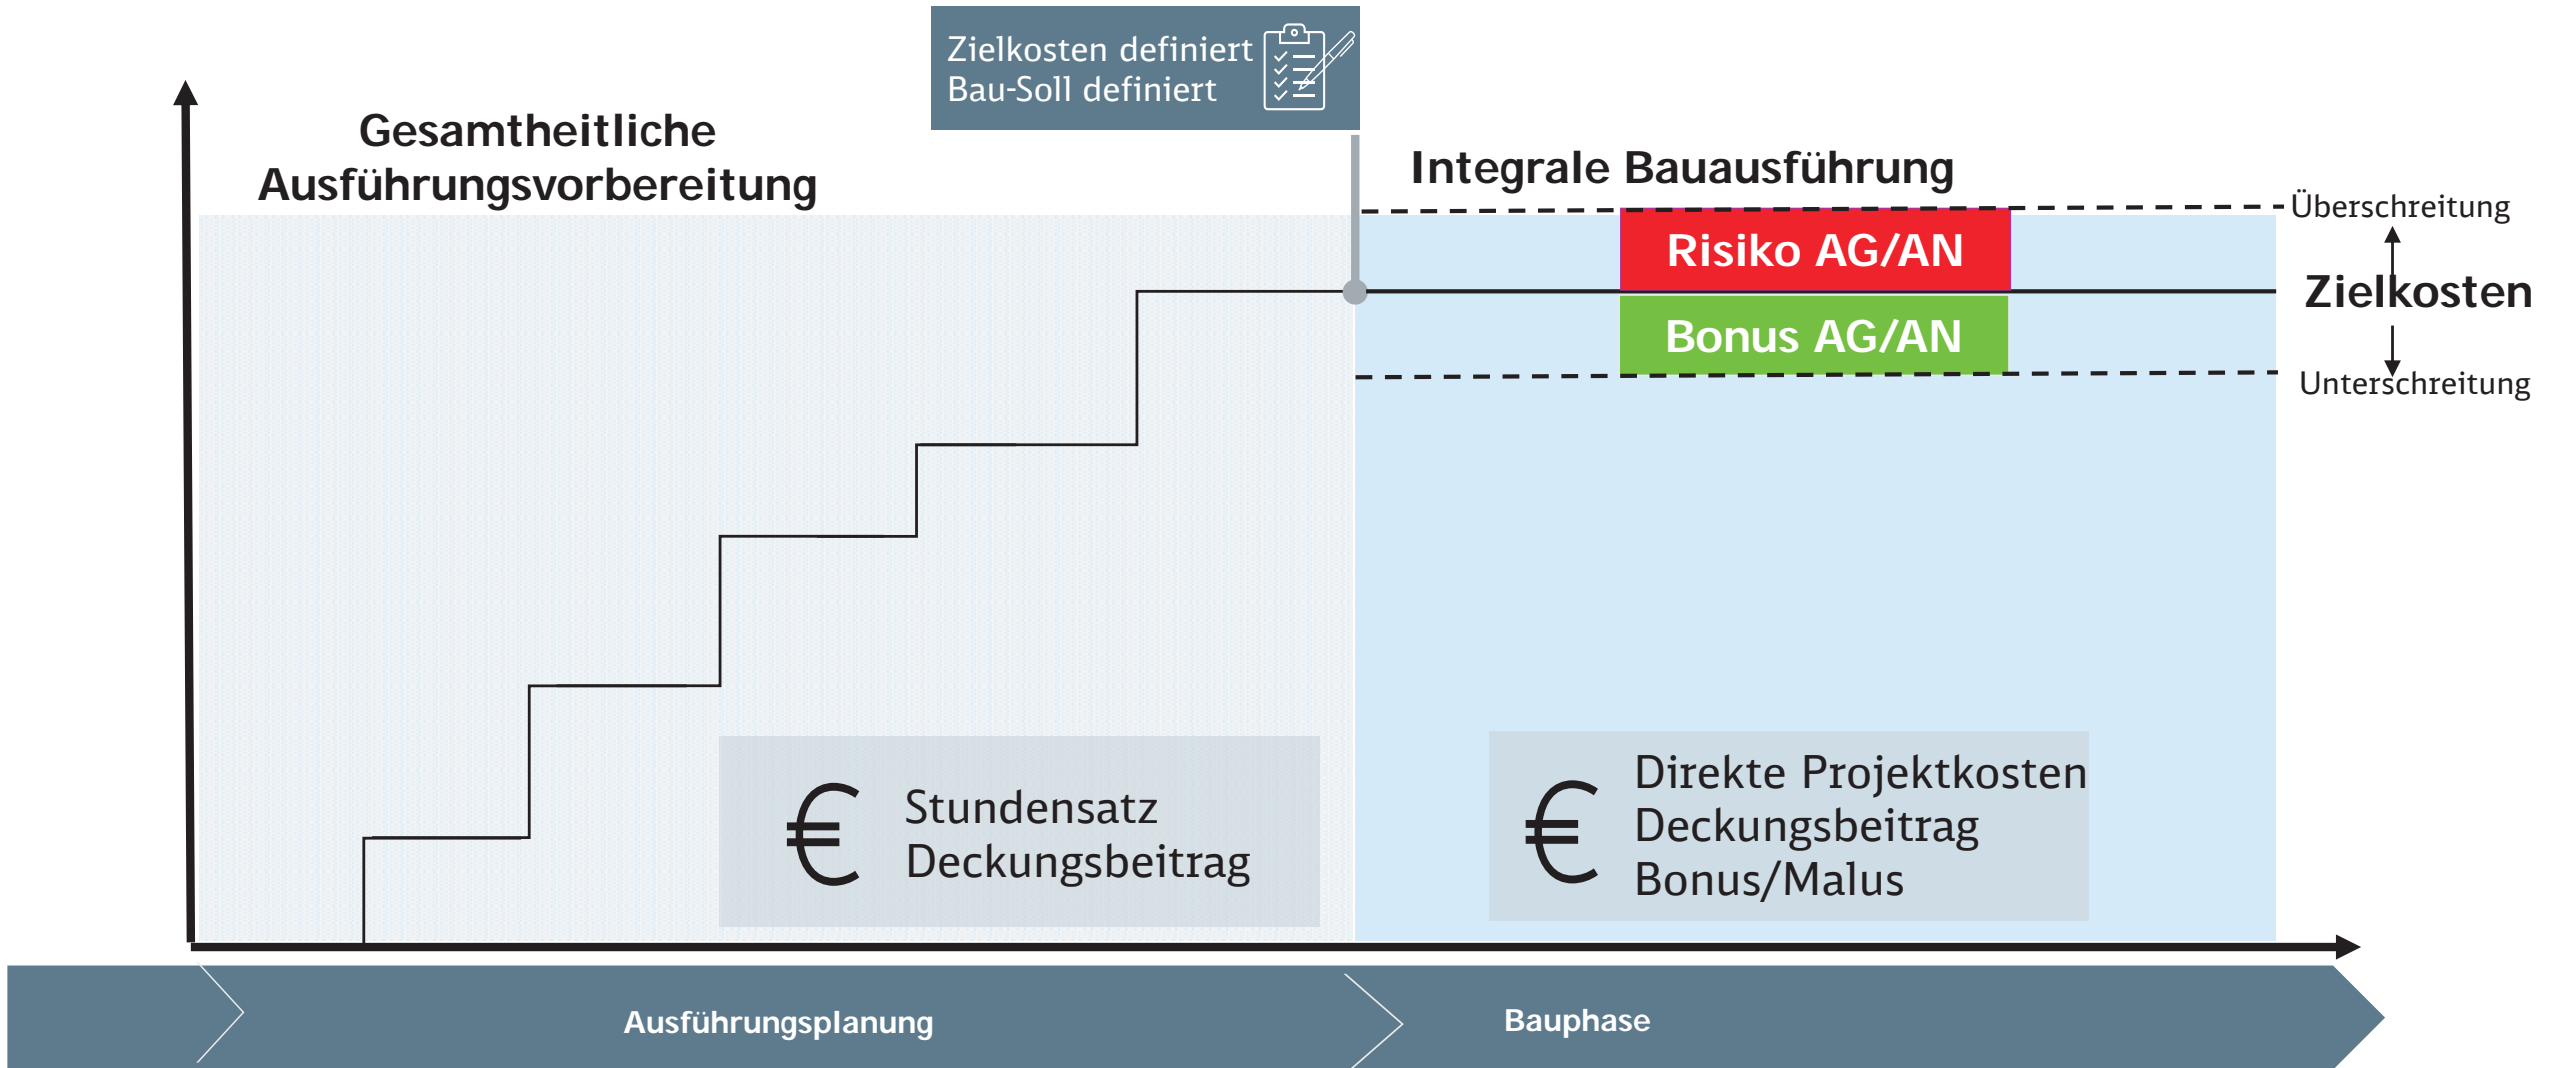 Zielkosten definiert
Bau-Soll definiert
Gesamtheitliche
Ausführungsvorbereitung
Integrale Bauausführung
Überschreitung
Risiko AG/AN
Zielkosten
Bonus AG/AN
Unterschreitung
€
Stundensatz
Deckungsbeitrag
€
Direkte Projektkosten
Deckungsbeitrag
Bonus/Malus
Ausführungsplanung
Bauphase